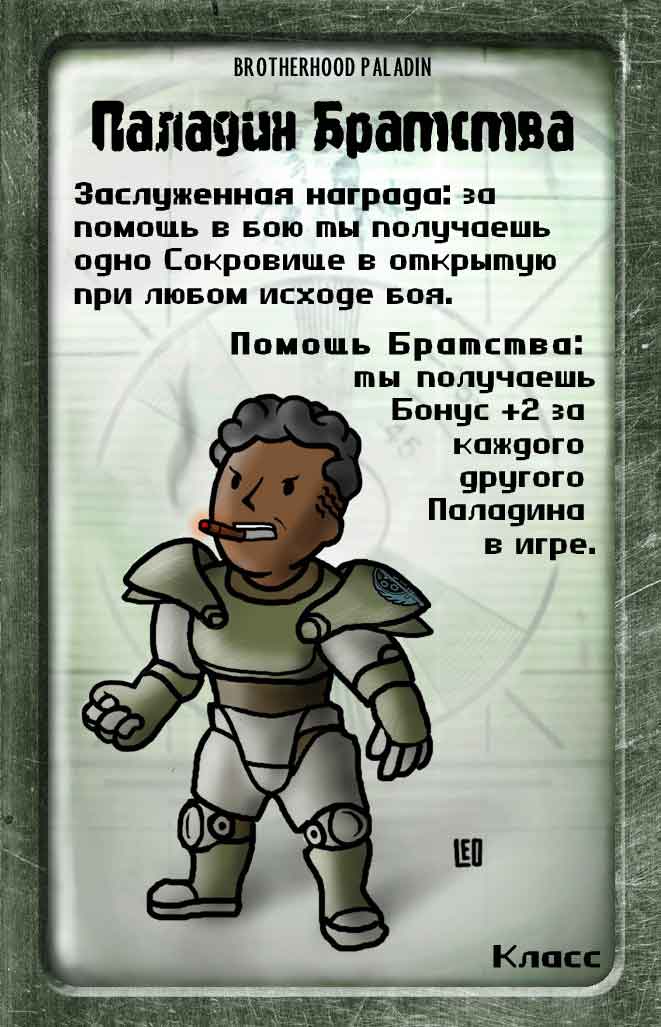 BROTHERHOOD PALADIN
Паладин Братства
Заслуженная награда: за
помощь в бою ты получаешь
одно Сокровище в открытую
при любом исходе боя.
Помощь Братства:
ты получаешь
Бонус +2 за
каждого
другого
Паладина
в игре.
45
LEO
Класс